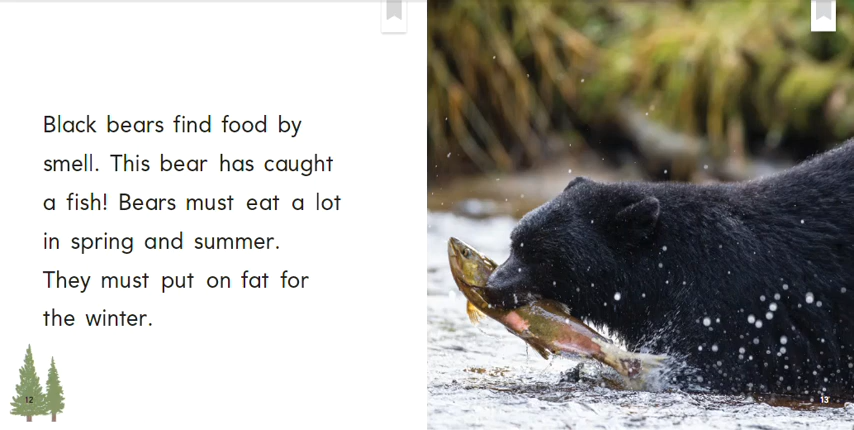 Black bears find food by
smell. This bear has caught
a fish! Bears must eat a lot
in spring and summer.
They must put on fat for
the winter.
12
13